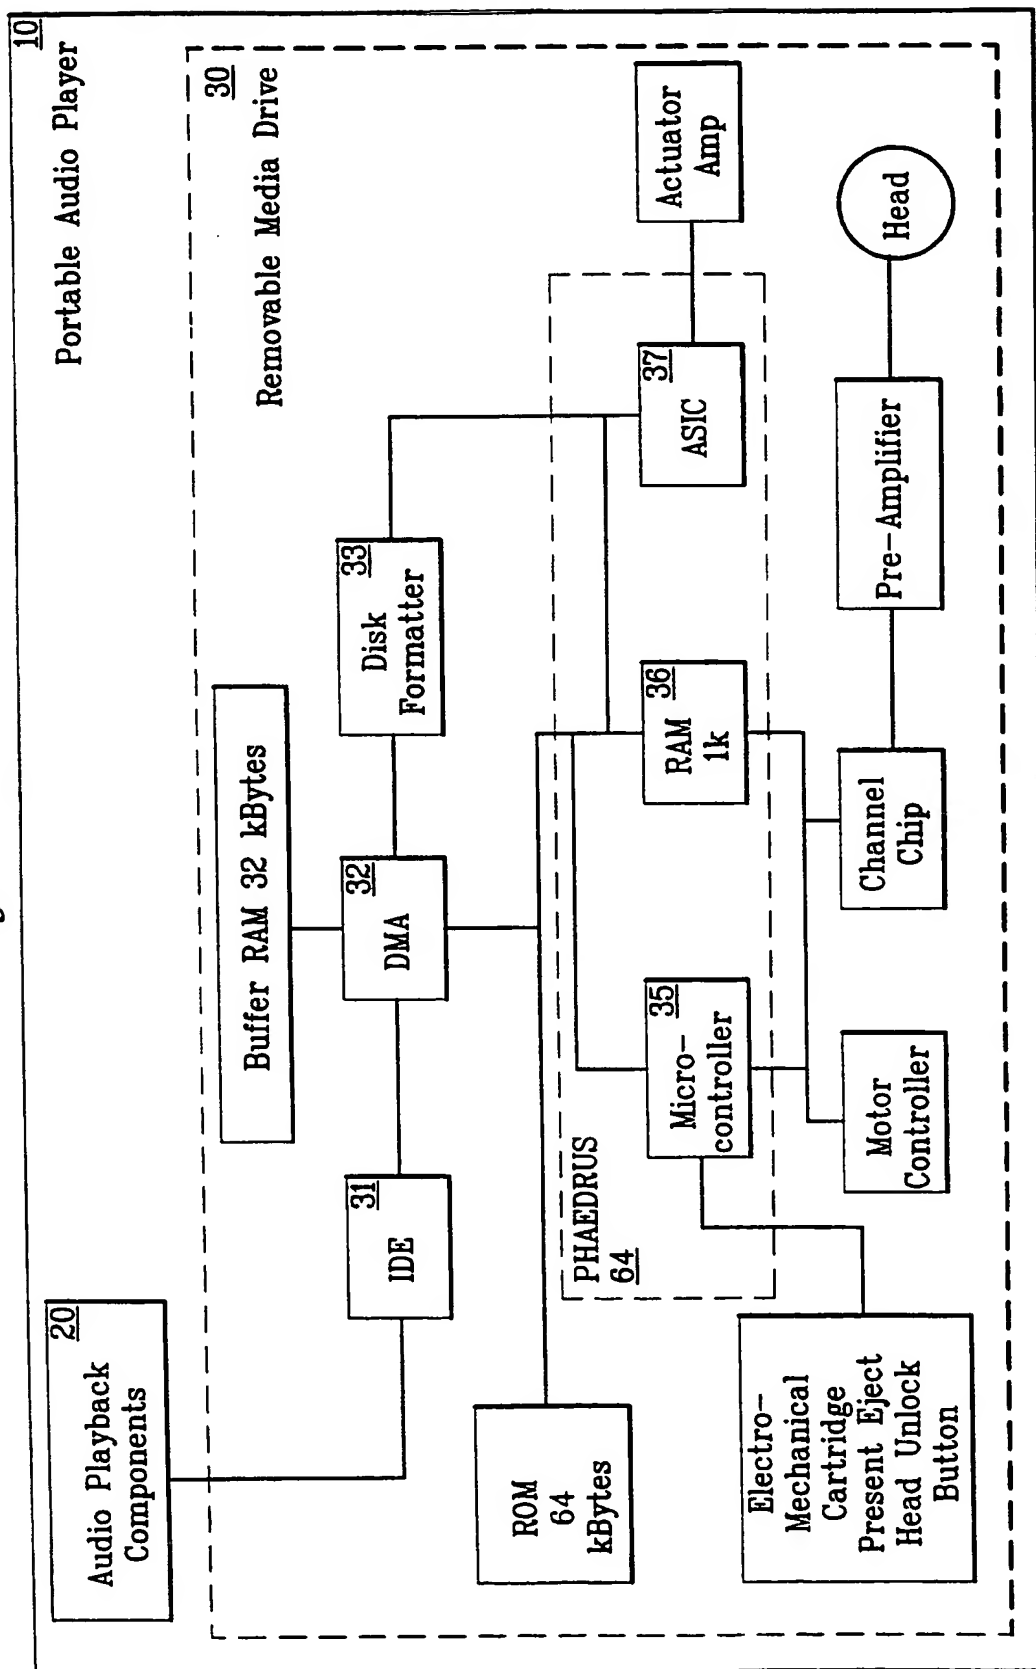 10
Portable Audio Player
20
Audio Playback
Components
30
Removable Media Drive
Buffer RAM 32 kBytes
31
IDE
32
DMA
33
Disk
Formatter
ROM
64
kBytes
PHAEDRUS
64
35
Micro-
controller
36
RAM
1k
37
ASIC
Actuator
Amp
Electro-
Mechanical
Cartridge
Present Eject
Head Unlock
Button
Motor
Controller
Channel
Chip
Pre-Amplifier
Head